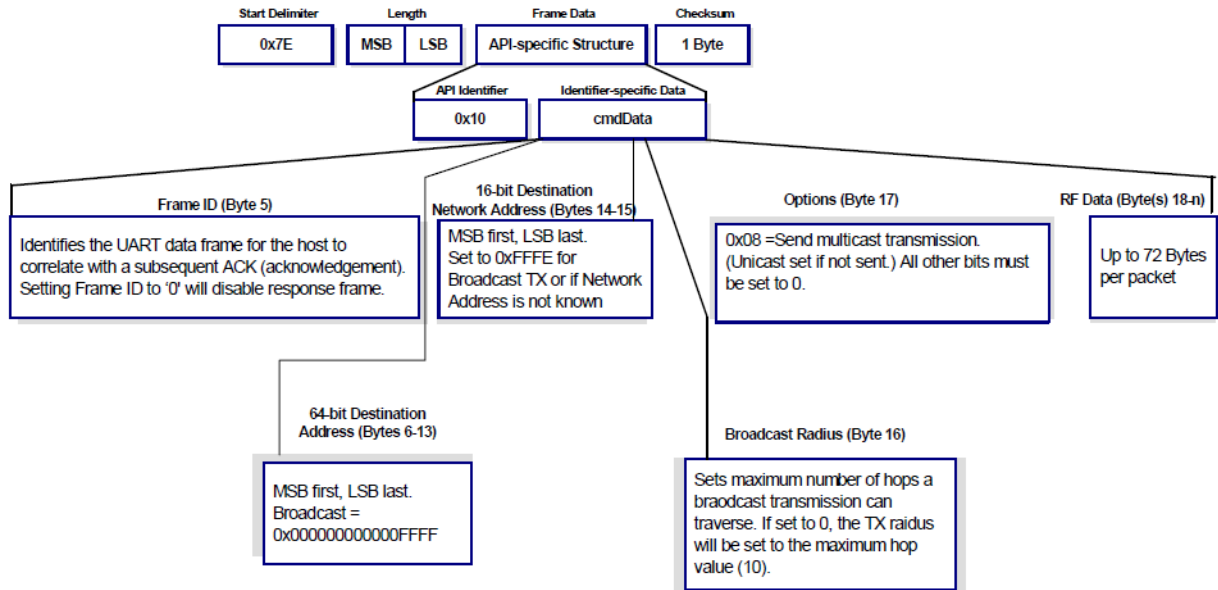 Start Delimiter
Length
Frame Data
Checksum
0x7E
MSB
LSB
API-specific Structure
1 Byte
API Identifier
Identifier-specific Data
0x10
cmdData
Frame ID (Byte 5)
Identifies the UART data frame for the host to
correlate with a subsequent ACK (acknowledgement).
Setting Frame ID to ‘0’ will disable response frame.
16-bit Destination
Network Address (Bytes 14-15)
MSB first, LSB last.
Set to 0xFFFE for
Broadcast TX or if Network
Address is not known
Options (Byte 17)
0x08 =Send multicast transmission.
(Unicast set if not sent.) All other bits must
be set to 0.
RF Data (Byte(s) 18-n)
Up to 72 Bytes
per packet
64-bit Destination
Address (Bytes 6-13)
MSB first, LSB last.
Broadcast =
0x000000000000FFFF
Broadcast Radius (Byte 16)
Sets maximum number of hops a
braodcast transmission can
traverse. If set to 0, the TX raidus
will be set to the maximum hop
value (10).